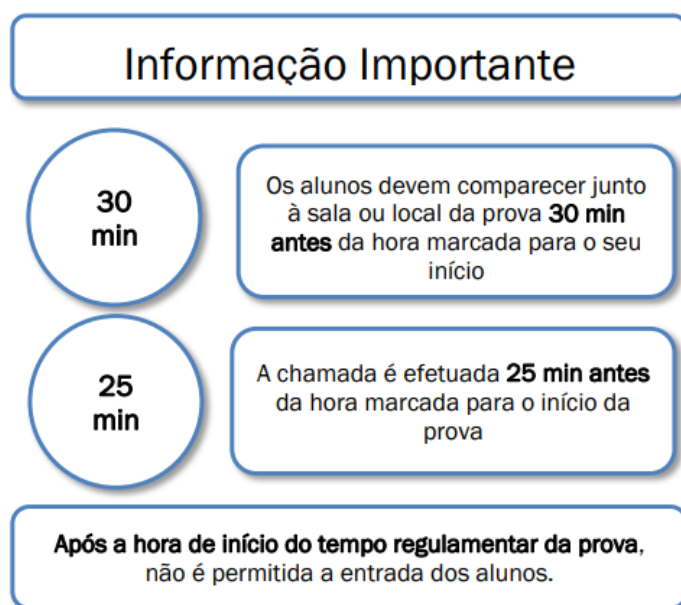 Informação Importante
30
min
Os alunos devem comparecer junto
à sala ou local da prova 30 min
antes da hora marcada para o seu
início
25
min
A chamada é efetuada 25 min antes
da hora marcada para o início da
prova
Após a hora de início do tempo regulamentar da prova,
não é permitida a entrada dos alunos.